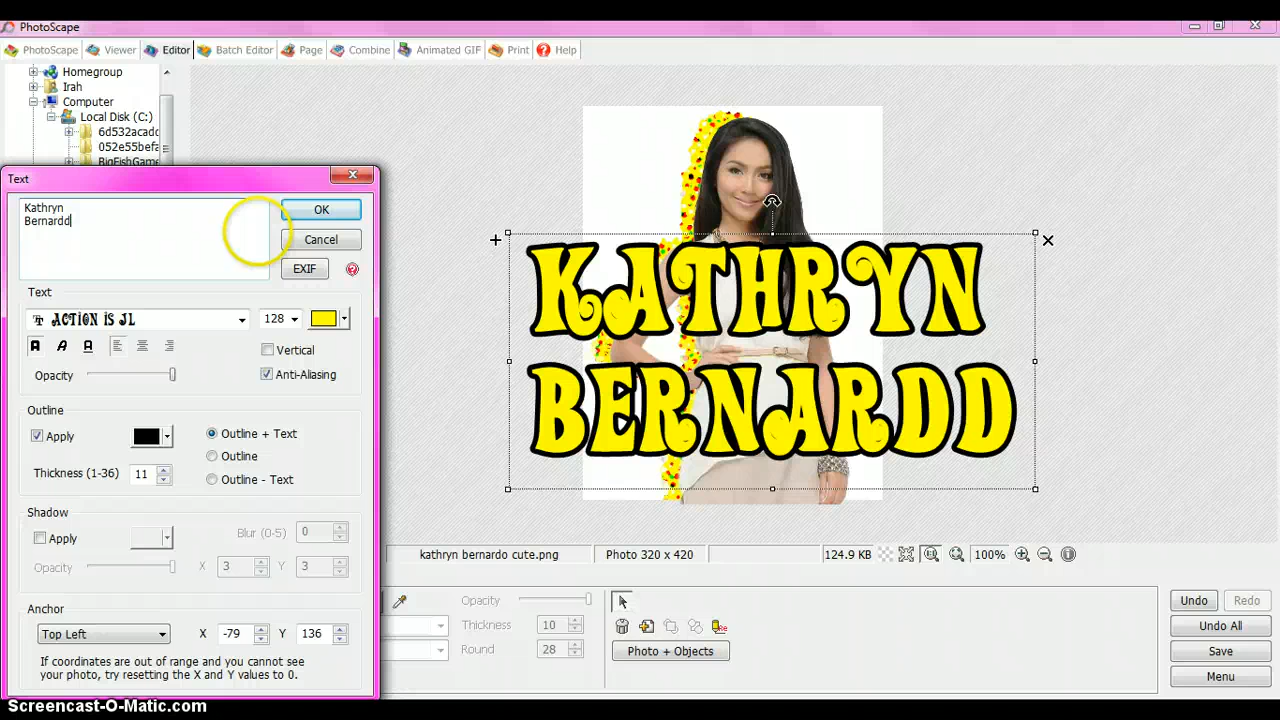 PhotoScape
PhotoScape Viewer Editor Batch Editor Page Combine Animated GIF Print Help
Homegroup
Irah
Computer
Local Disk (C:)
6d532acadc
052e55befa
BigFishGame
Text
Kathryn
Bernardd
OK
Cancel
EXIF
Text
ACTION IS JL
128
Vertical
Opacity
Anti-Aliasing
Outline
Apply
Outline + Text
Outline
Thickness (1-36) 11
Outline - Text
Shadow
Apply
Blur (0-5) 0
Opacity
X 3 Y 3
Anchor
Top Left
X -79 Y 136
If coordinates are out of range and you cannot see
your photo, try resetting the X and Y values to 0.
KATHRYN
BERNARDD
kathryn bernardo cute.png
Photo 320 x 420
124.9 KB
100%
Opacity
Thickness 10
Round 28
Photo + Objects
Undo Redo
Undo All
Save
Menu
Screencast-O-Matic.com